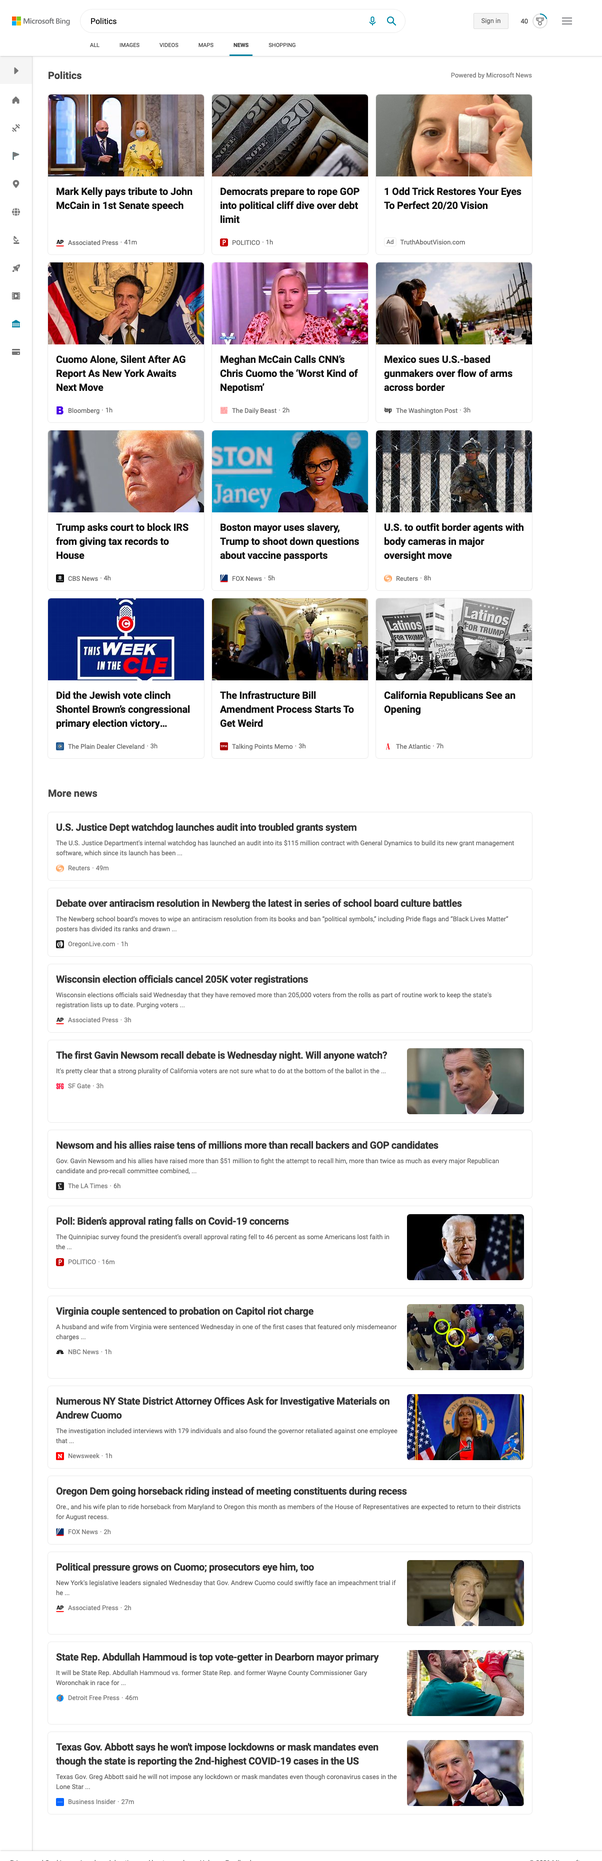 Microsoft Bing
Politics
Sign in
40
ALL
IMAGES
VIDEOS
MAPS
NEWS
SHOPPING
Politics
Powered by Microsoft News
Mark Kelly pays tribute to John
McCain in 1st Senate speech
AP Associated Press · 41m
Democrats prepare to rope GOP
into political cliff dive over debt
limit
POLITICO · 1h
1 Odd Trick Restores Your Eyes
To Perfect 20/20 Vision
Ad TruthAboutVision.com
Cuomo Alone, Silent After AG
Report As New York Awaits
Next Move
B Bloomberg · 1h
Meghan McCain Calls CNN's
Chris Cuomo the 'Worst Kind of
Nepotism'
The Daily Beast · 2h
Mexico sues U.S.-based
gunmakers over flow of arms
across border
wp The Washington Post · 3h
Trump asks court to block IRS
from giving tax records to
House
CBS News · 4h
STON
Janey
Boston mayor uses slavery,
Trump to shoot down questions
about vaccine passports
FOX News · 5h
U.S. to outfit border agents with
body cameras in major
oversight move
Reuters · 8h
THIS WEEK
IN THE CLE
Did the Jewish vote clinch
Shontel Brown's congressional
primary election victory...
The Plain Dealer Cleveland · 3h
The Infrastructure Bill
Amendment Process Starts To
Get Weird
Talking Points Memo · 3h
Latinos
FOR TRUMP
Latinos
FOR TRUMP
California Republicans See an
Opening
The Atlantic · 7h
More news
U.S. Justice Dept watchdog launches audit into troubled grants system
The U.S. Justice Department's internal watchdog has launched an audit into its $115 million contract with General Dynamics to build its new grant management
software, which since its launch has been ...
Reuters · 49m
Debate over antiracism resolution in Newberg the latest in series of school board culture battles
The Newberg school board's moves to wipe an antiracism resolution from its books and ban "political symbols," including Pride flags and "Black Lives Matter"
posters has divided its ranks and drawn ...
OregonLive.com · 1h
Wisconsin election officials cancel 205K voter registrations
Wisconsin elections officials said Wednesday that they have removed more than 205,000 voters from the rolls as part of routine work to keep the state's
registration lists up to date. Purging voters ...
AP Associated Press · 3h
The first Gavin Newsom recall debate is Wednesday night. Will anyone watch?
It's pretty clear that a strong plurality of California voters are not sure what to do at the bottom of the ballot in the ...
SF Gate · 3h
Newsom and his allies raise tens of millions more than recall backers and GOP candidates
Gov. Gavin Newsom and his allies have raised more than $51 million to fight the attempt to recall him, more than twice as much as every major Republican
candidate and pro-recall committee combined, ...
The LA Times · 6h
Poll: Biden's approval rating falls on Covid-19 concerns
The Quinnipiac survey found the president's overall approval rating fell to 46 percent as some Americans lost faith in
the ...
POLITICO · 16m
Virginia couple sentenced to probation on Capitol riot charge
A husband and wife from Virginia were sentenced Wednesday in one of the first cases that featured only misdemeanor
charges ...
NBC News · 1h
Numerous NY State District Attorney Offices Ask for Investigative Materials on
Andrew Cuomo
The investigation included interviews with 179 individuals and also found the governor retaliated against one employee
that ...
N Newsweek · 1h
Oregon Dem going horseback riding instead of meeting constituents during recess
Ore., and his wife plan to ride horseback from Maryland to Oregon this month as members of the House of Representatives are expected to return to their districts
for August recess.
FOX News · 2h
Political pressure grows on Cuomo; prosecutors eye him, too
New York's legislative leaders signaled Wednesday that Gov. Andrew Cuomo could swiftly face an impeachment trial if
he ...
AP Associated Press · 2h
State Rep. Abdullah Hammoud is top vote-getter in Dearborn mayor primary
It will be State Rep. Abdullah Hammoud vs. former State Rep. and former Wayne County Commissioner Gary
Woronchak in race for ...
Detroit Free Press · 46m
Texas Gov. Abbott says he won't impose lockdowns or mask mandates even
though the state is reporting the 2nd-highest COVID-19 cases in the US
Texas Gov. Greg Abbott said he will not impose any lockdown or mask mandates even though coronavirus cases in the
Lone Star ...
Business Insider · 27m